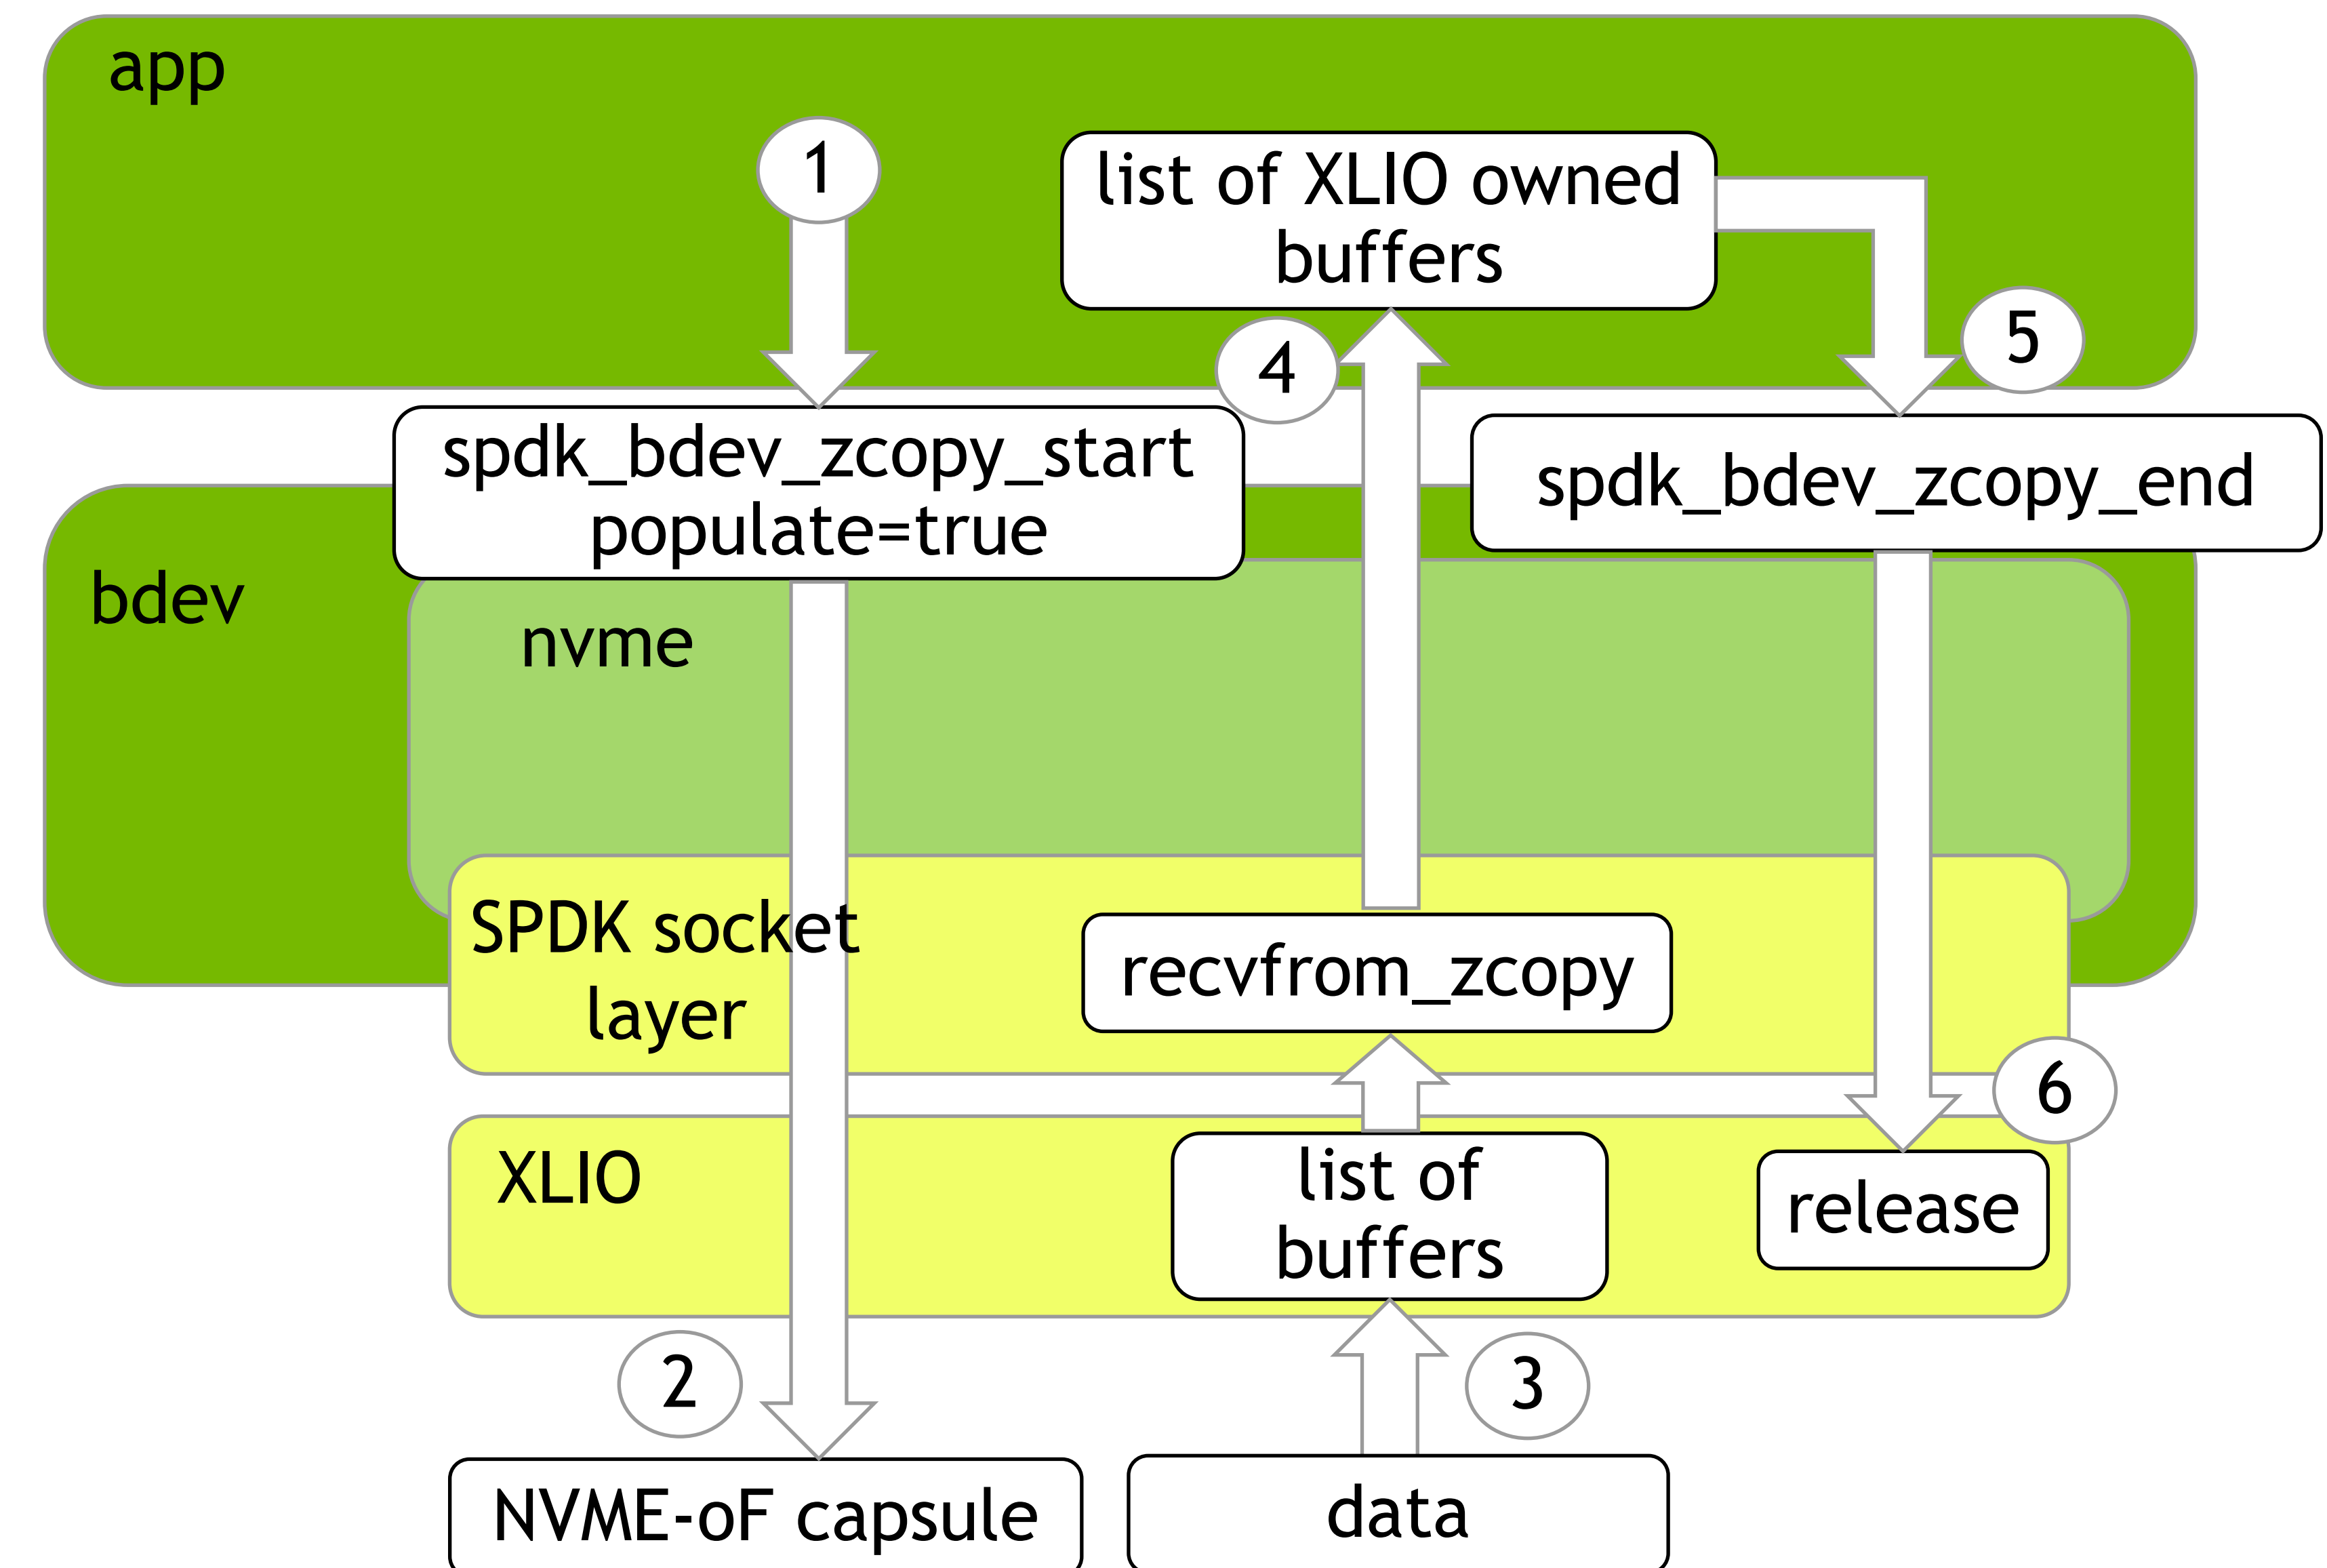 app
1
list of XLIO owned
buffers
4
5
spdk_bdev_zcopy_start
populate=true
spdk_bdev_zcopy_end
bdev
nvme
SPDK socket
layer
recvfrom_zcopy
6
XLIO
list of
buffers
release
2
3
NVME-oF capsule
data